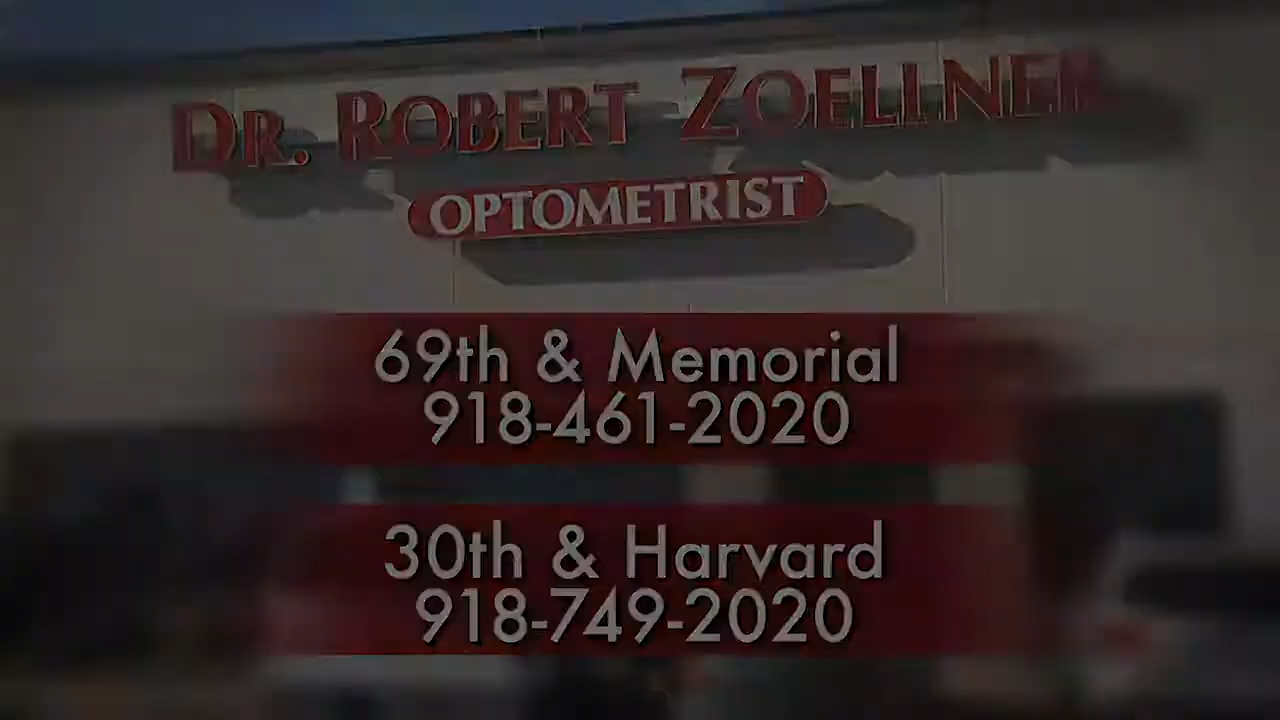 DR. ROBERT ZOELLNER
OPTOMETRIST
69th & Memorial
918-461-2020
30th & Harvard
918-749-2020